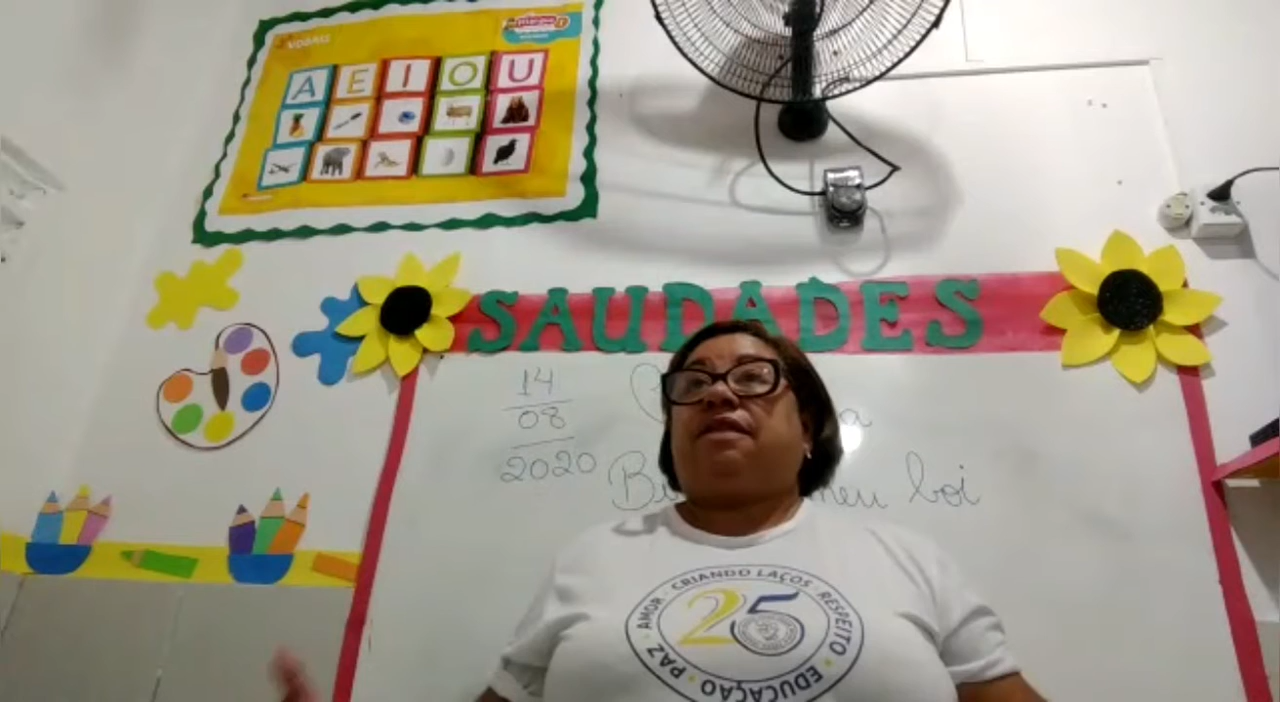 VOGAIS
A E I O U
SAUDADES
14
08
2020
meu boi
AMOR · CRIANDO LAÇOS · RESPEITO · EDUCAÇÃO · PAZ ·
25